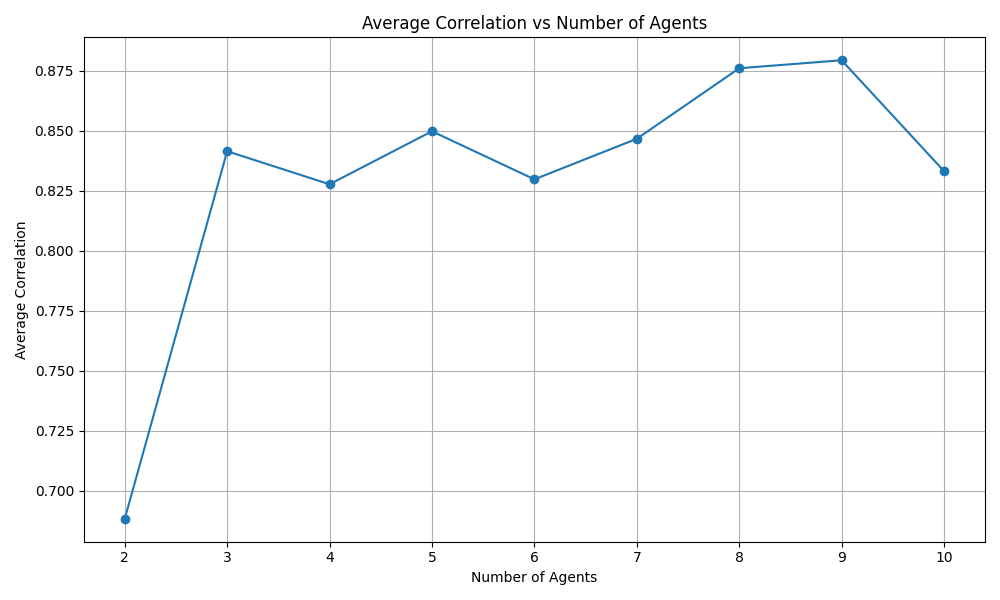 Average Correlation vs Number of Agents
0.875
0.850
0.825
0.800
0.775
0.750
0.725
0.700
Average Correlation
2 3 4 5 6 7 8 9 10
Number of Agents